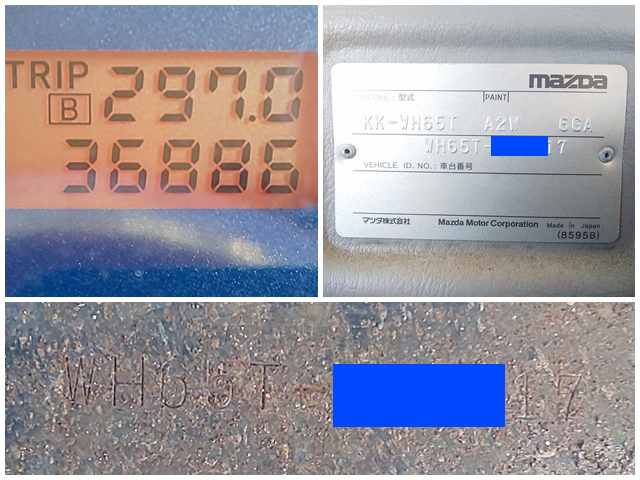 TRIP
B 297.0
36886
mazda
MODEL : 型式 PAINT
KK-WH65T A2W 6GA
WH65T- 17
VEHICLE ID. NO. : 車台番号
マツダ株式会社 Mazda Motor Corporation Made in Japan
(8595B)
WH65T- 17